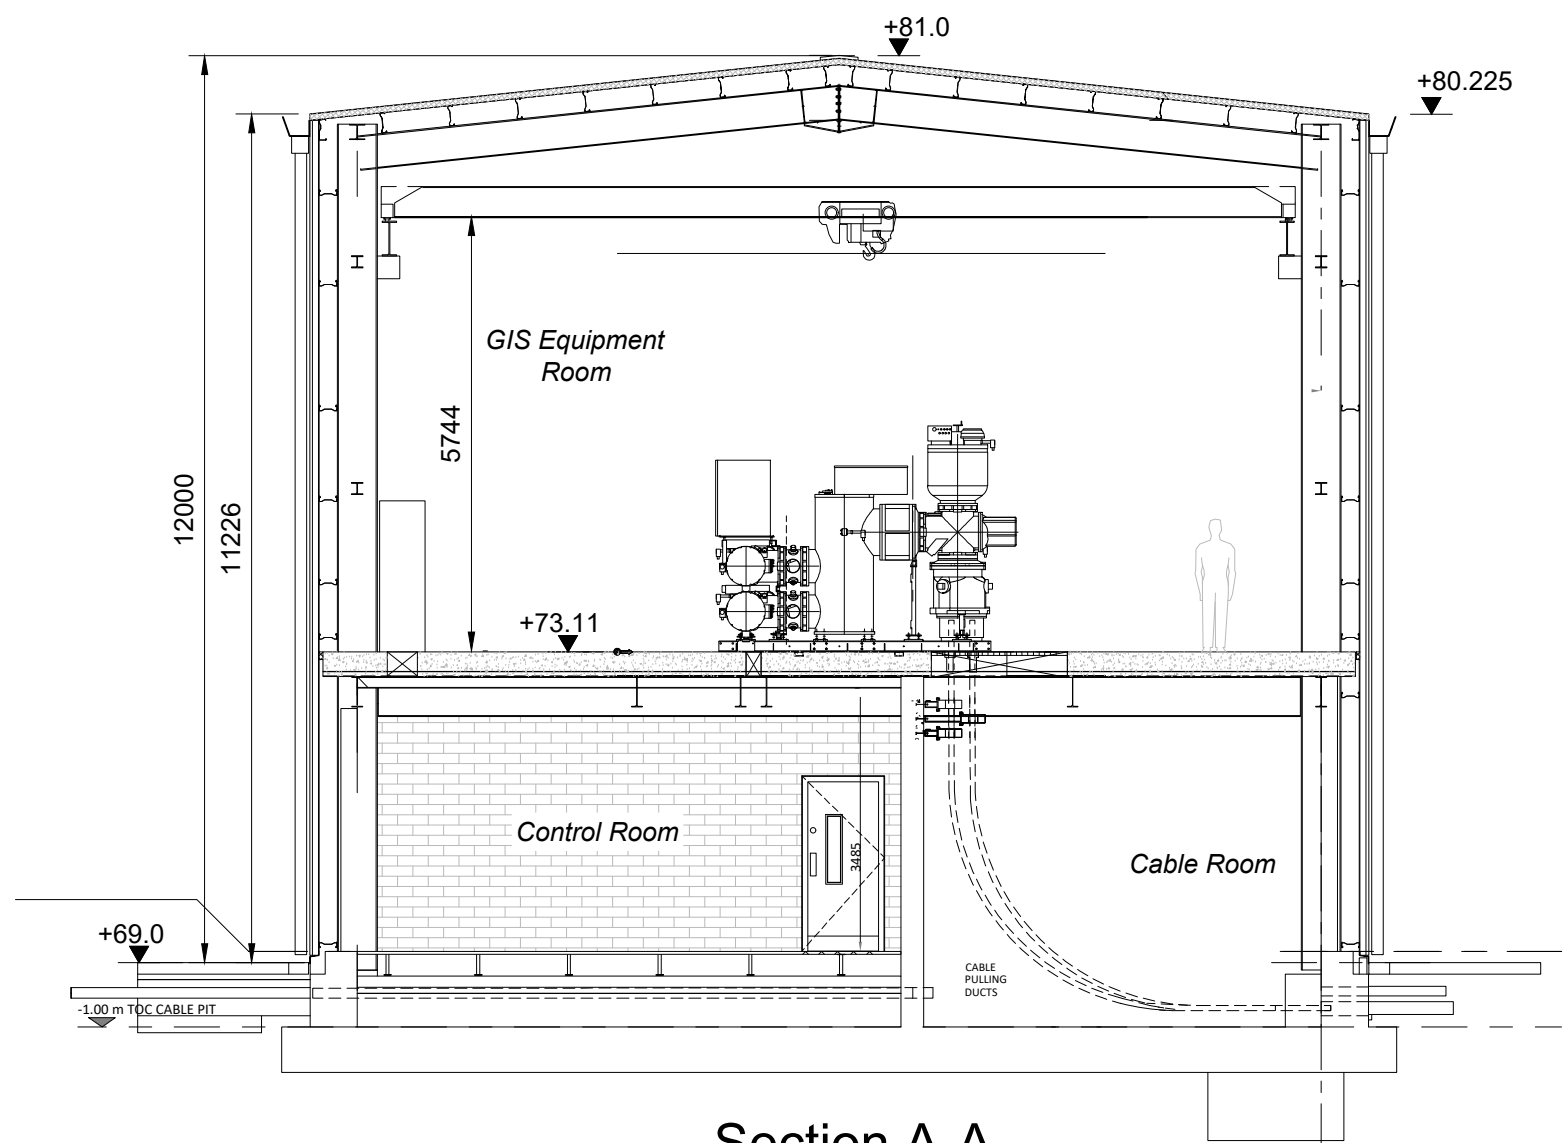 +81.0
+80.225
GIS Equipment
Room
5744
12000
11226
+73.11
Control Room
3485
Cable Room
+69.0
CABLE
PULLING
DUCTS
-1.00 m TOC CABLE PIT
Section A-A